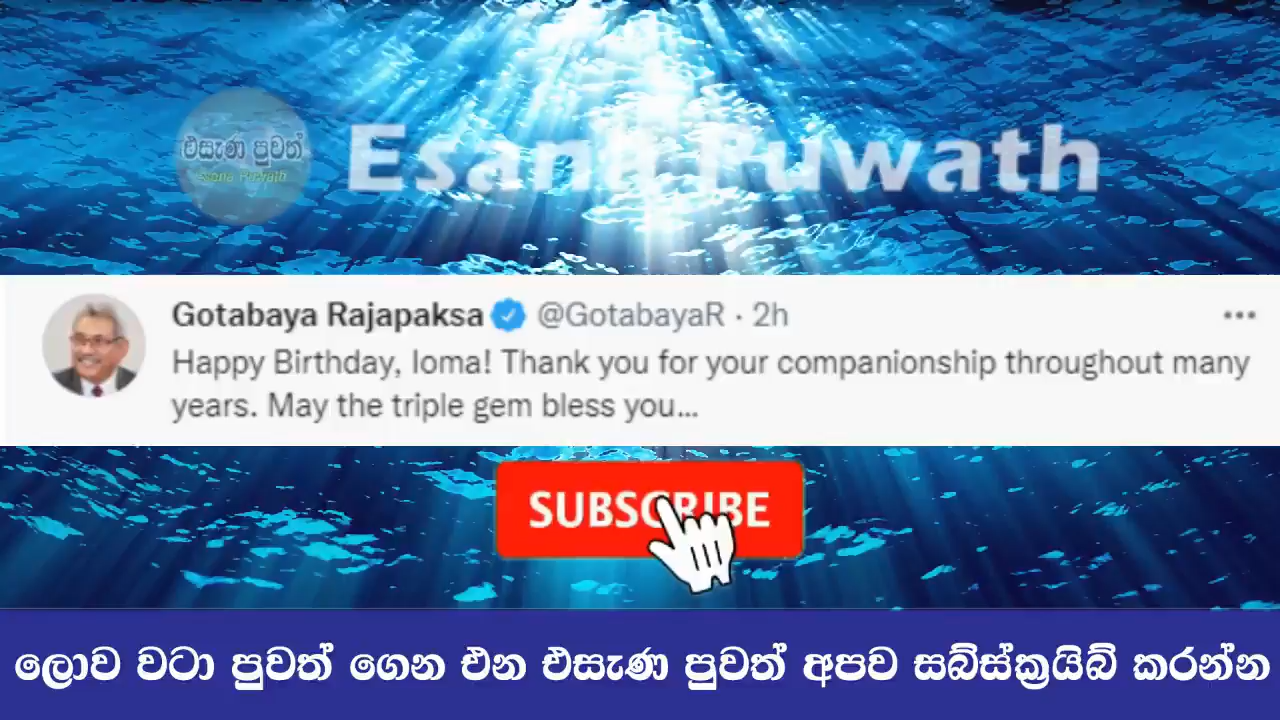 එසැණ පුවත්
Esana Puwath
Esana Puwath
Gotabaya Rajapaksa @GotabayaR · 2h
Happy Birthday, Ioma! Thank you for your companionship throughout many
years. May the triple gem bless you...
SUBSCRIBE
ලොව වටා පුවත් ගෙන එන එසැණ පුවත් අපව සබ්ස්ක්‍රයිබ් කරන්න